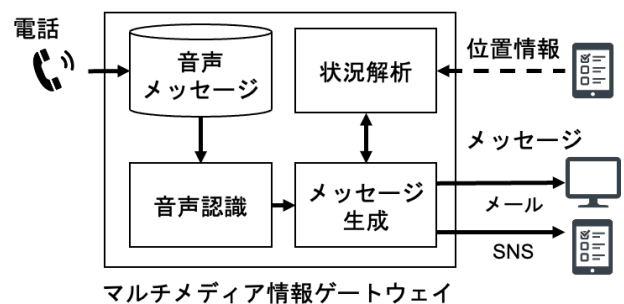 電話
音声
メッセージ
状況解析
位置情報
音声認識
メッセージ
生成
メッセージ
メール
SNS
マルチメディア情報ゲートウェイ